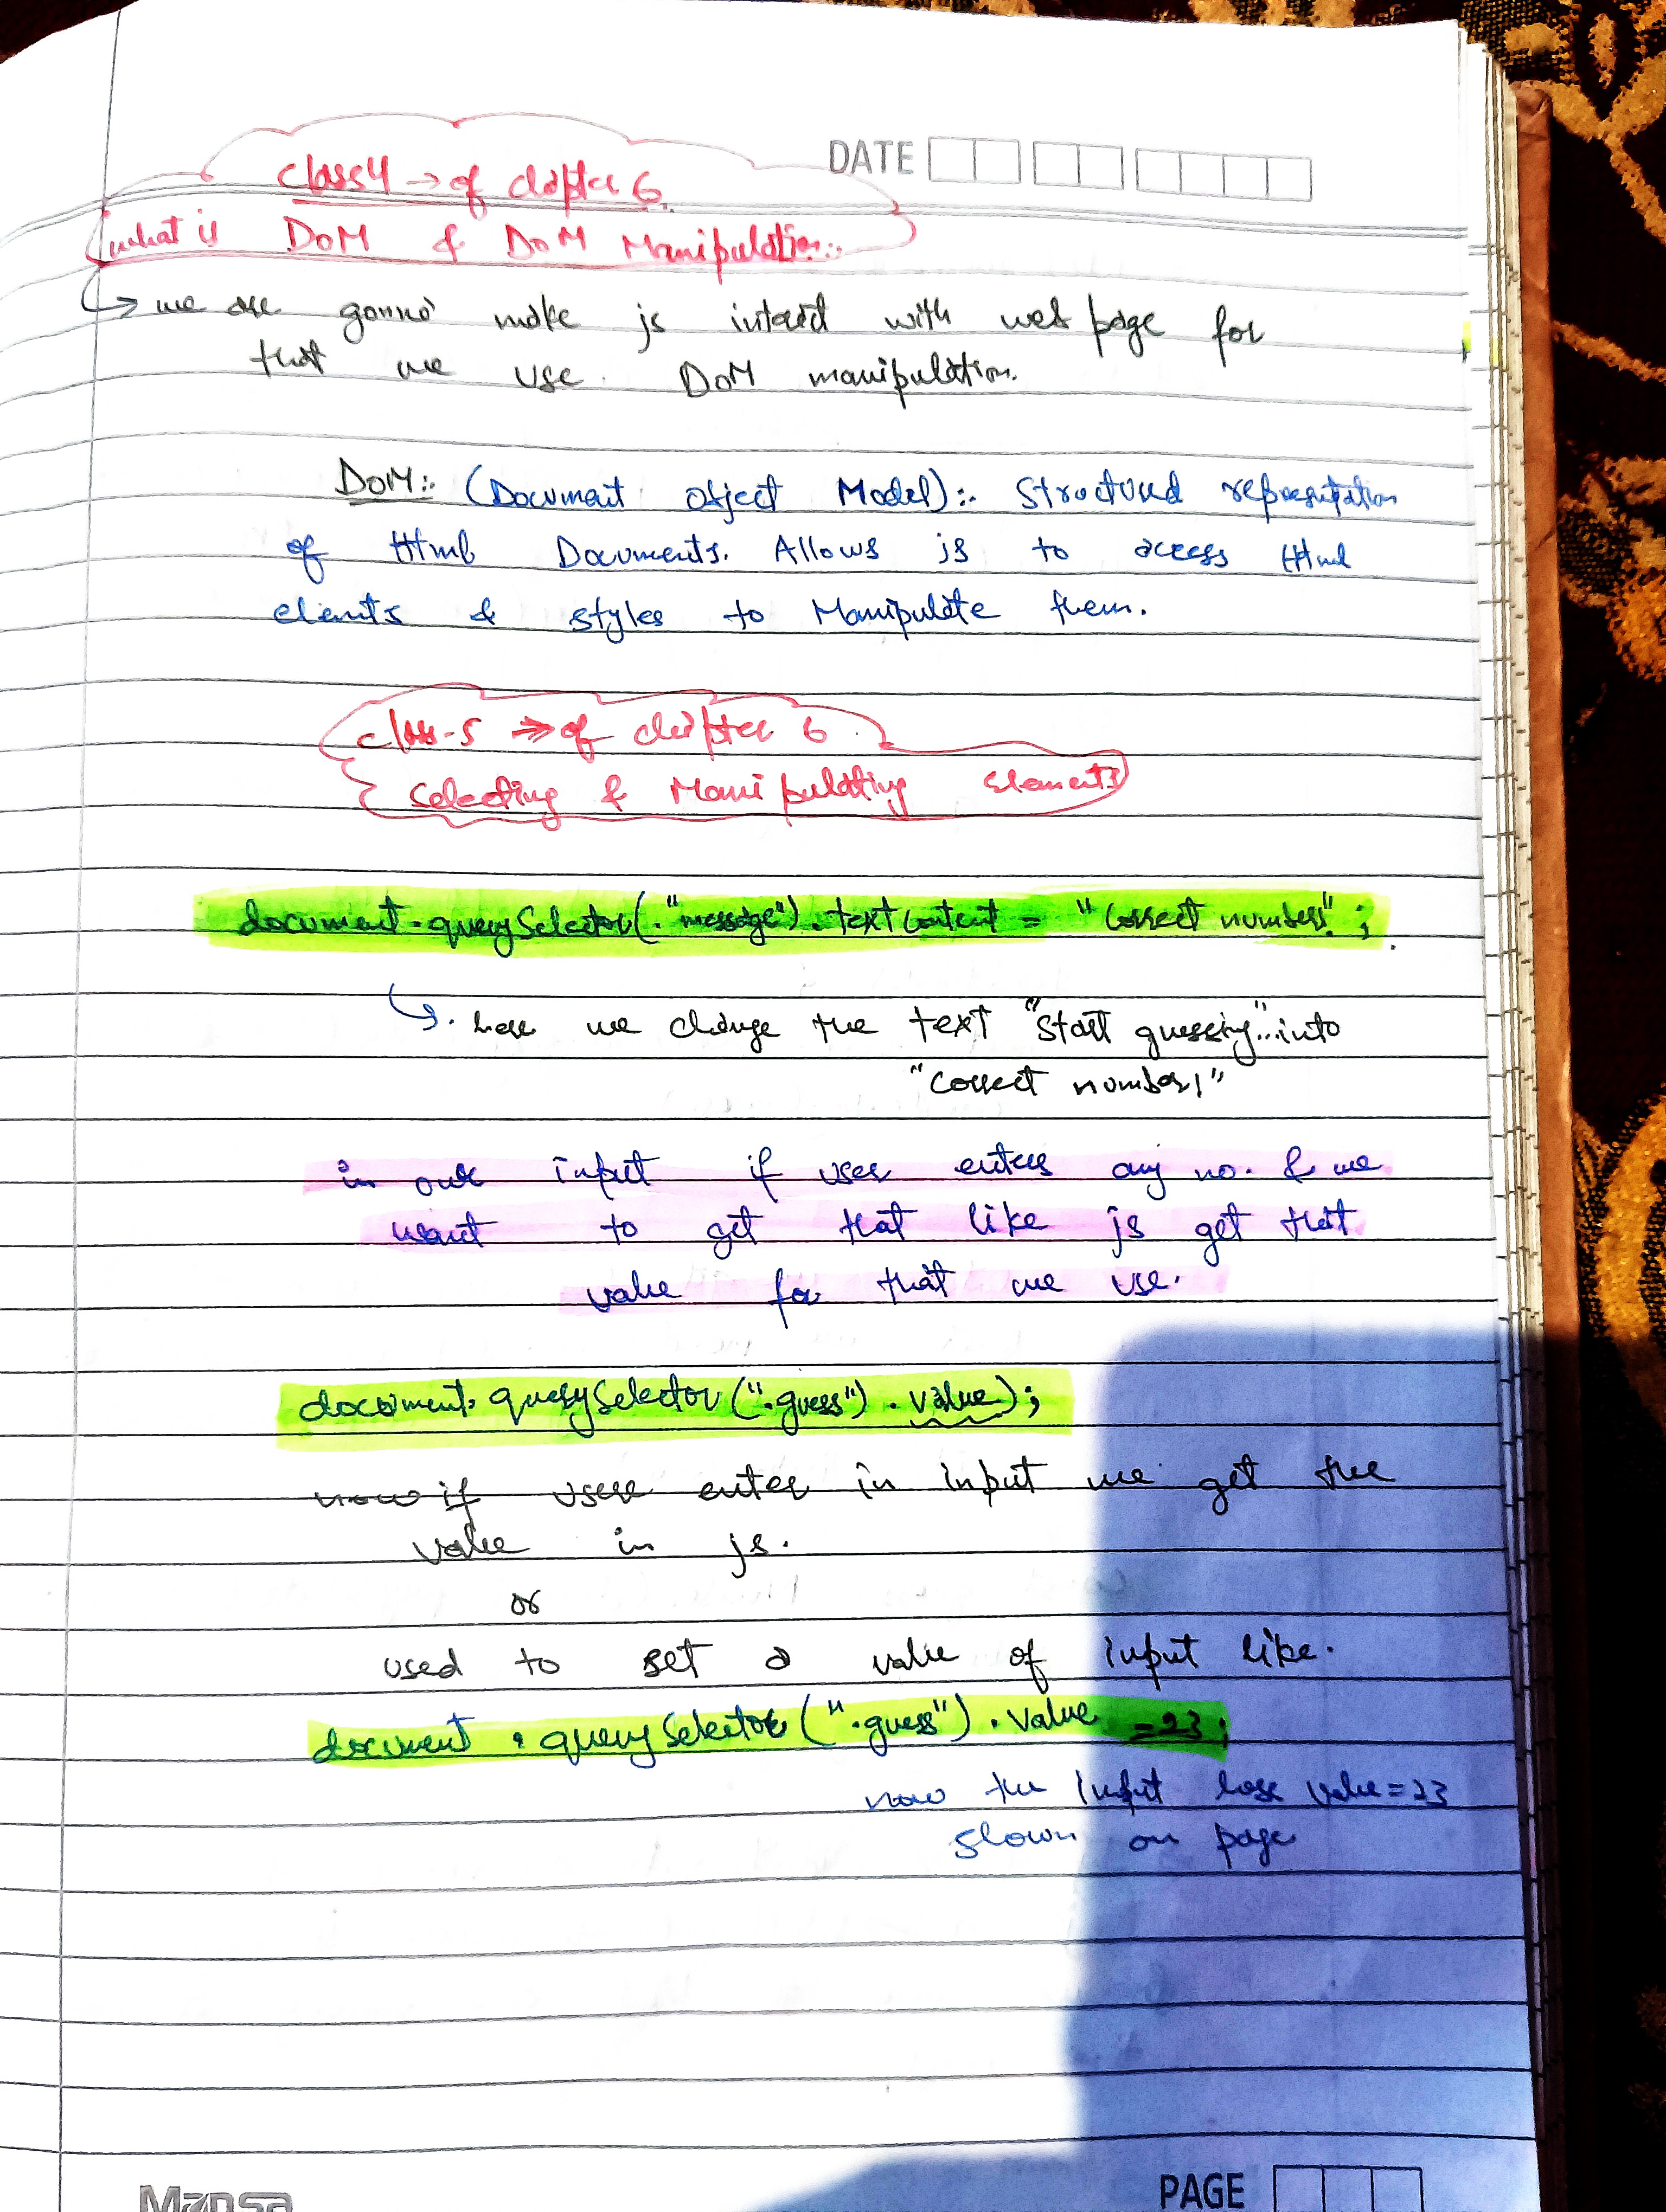 DATE
class 4 → of chapter 6.
what is DOM & DOM Manipulation:.
↳ we are gonna make js interact with web page for
that we use. DOM manipulation.
DOM:. (Document Object Model):. Structured representation
of Html Documents. Allows js to access Html
elements & styles to Manipulate them.
class-5 ⇒ of chapter 6.
Selecting & Manipulating Elements
document.querySelector(."message").textContent = "Correct number!";
↳. here we change the text "Start guessing..." into
"Correct number!"
in our input if user enters any no. & we
want to get that like js get that
value for that we use.
document.querySelector(".guess").value);
now if user enter in input we get the
value in js.
or
used to set a value of input like.
document.querySelector(".guess").value = 23;
now the input has value=23
shown on page
Mansa
PAGE